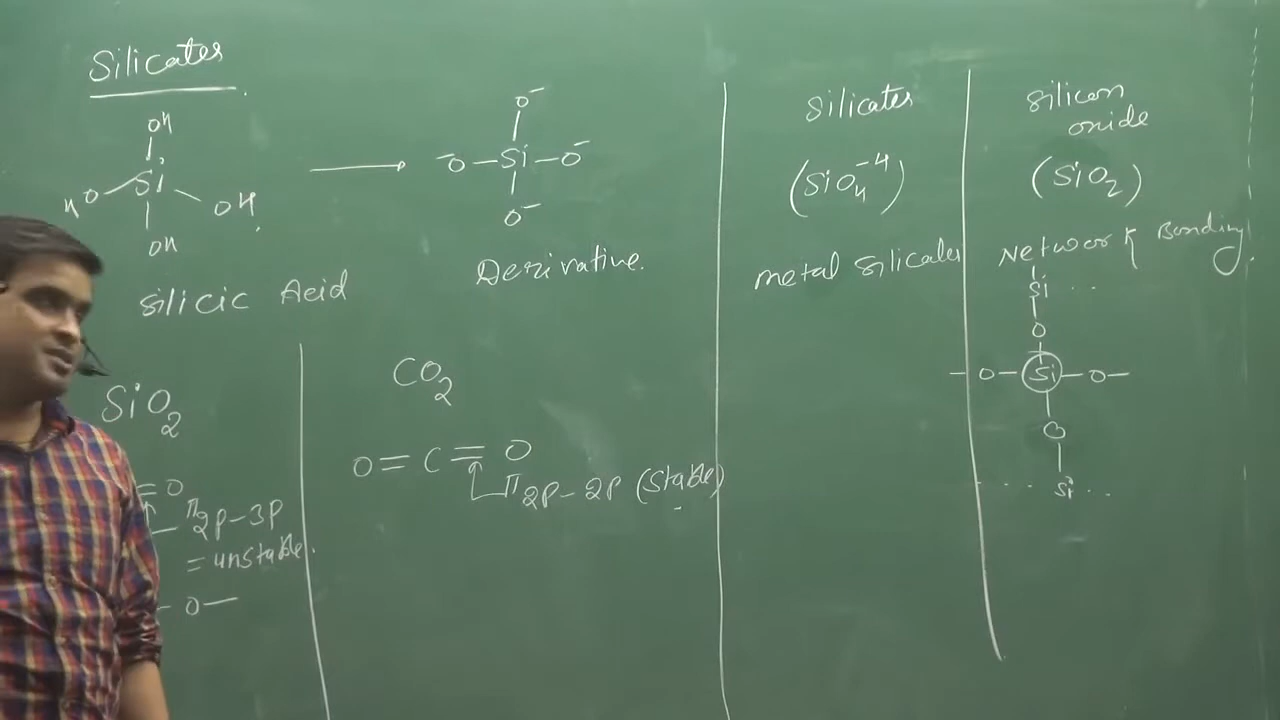 Silicates
OH
Si
HO
OH
OH
Silicic Acid
O⁻
⁻O–Si–O⁻
O⁻
Derivative.
Silicates
(SiO₄⁻⁴)
Metal Silicates
Silicon
oxide
(SiO₂)
Network Bonding
Si ..
O
–O–Si–O–
O
... Si ..
SiO₂
=O
π2p–3p
= unstable.
–O–
CO₂
O=C=O
π2p–2p (Stable)